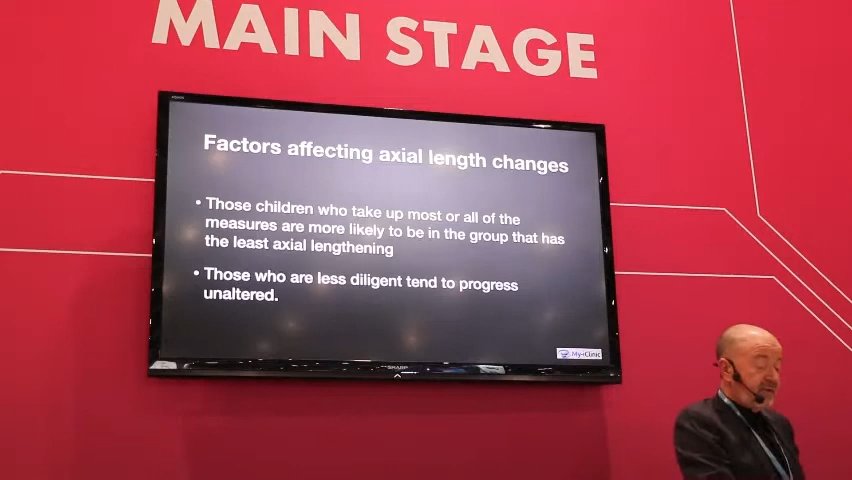 MAIN STAGE
Factors affecting axial length changes
• Those children who take up most or all of the
measures are more likely to be in the group that has
the least axial lengthening
• Those who are less diligent tend to progress
unaltered.
My-iClinic
SHARP